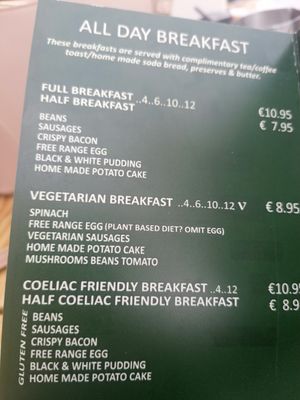 ALL DAY BREAKFAST
These breakfasts are served with complimentary tea/coffee
toast/home made soda bread, preserves & butter.
FULL BREAKFAST ..4..6..10..12 €10.95
HALF BREAKFAST € 7.95
BEANS
SAUSAGES
CRISPY BACON
FREE RANGE EGG
BLACK & WHITE PUDDING
HOME MADE POTATO CAKE
VEGETARIAN BREAKFAST ..4..6..10..12 V € 8.95
SPINACH
FREE RANGE EGG (PLANT BASED DIET? OMIT EGG)
VEGETARIAN SAUSAGES
HOME MADE POTATO CAKE
MUSHROOMS BEANS TOMATO
COELIAC FRIENDLY BREAKFAST ..4..12 €10.9
HALF COELIAC FRIENDLY BREAKFAST € 8.9
GLUTEN FREE
BEANS
SAUSAGES
CRISPY BACON
FREE RANGE EGG
BLACK & WHITE PUDDING
HOME MADE POTATO CAKE